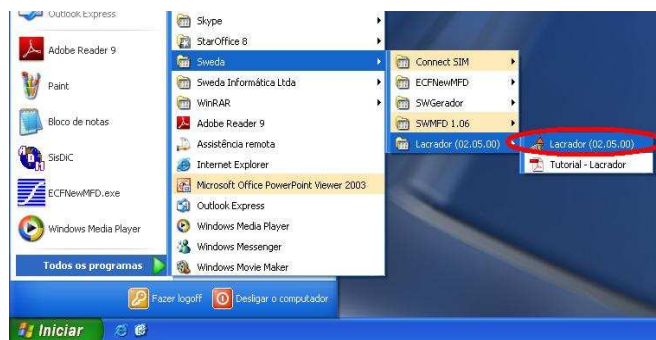 Outlook Express
Adobe Reader 9
Paint
Bloco de notas
SisDiC
ECFNewMFD.exe
Windows Media Player
Todos os programas
Skype
StarOffice 8
Sweda
Sweda Informática Ltda
WinRAR
Adobe Reader 9
Assistência remota
Internet Explorer
Microsoft Office PowerPoint Viewer 2003
Outlook Express
Windows Media Player
Windows Messenger
Windows Movie Maker
Connect SIM
ECFNewMFD
SWGerador
SWMFD 1.06
Lacrador (02.05.00)
Lacrador (02.05.00)
Tutorial - Lacrador
Fazer logoff
Desligar o computador
Iniciar